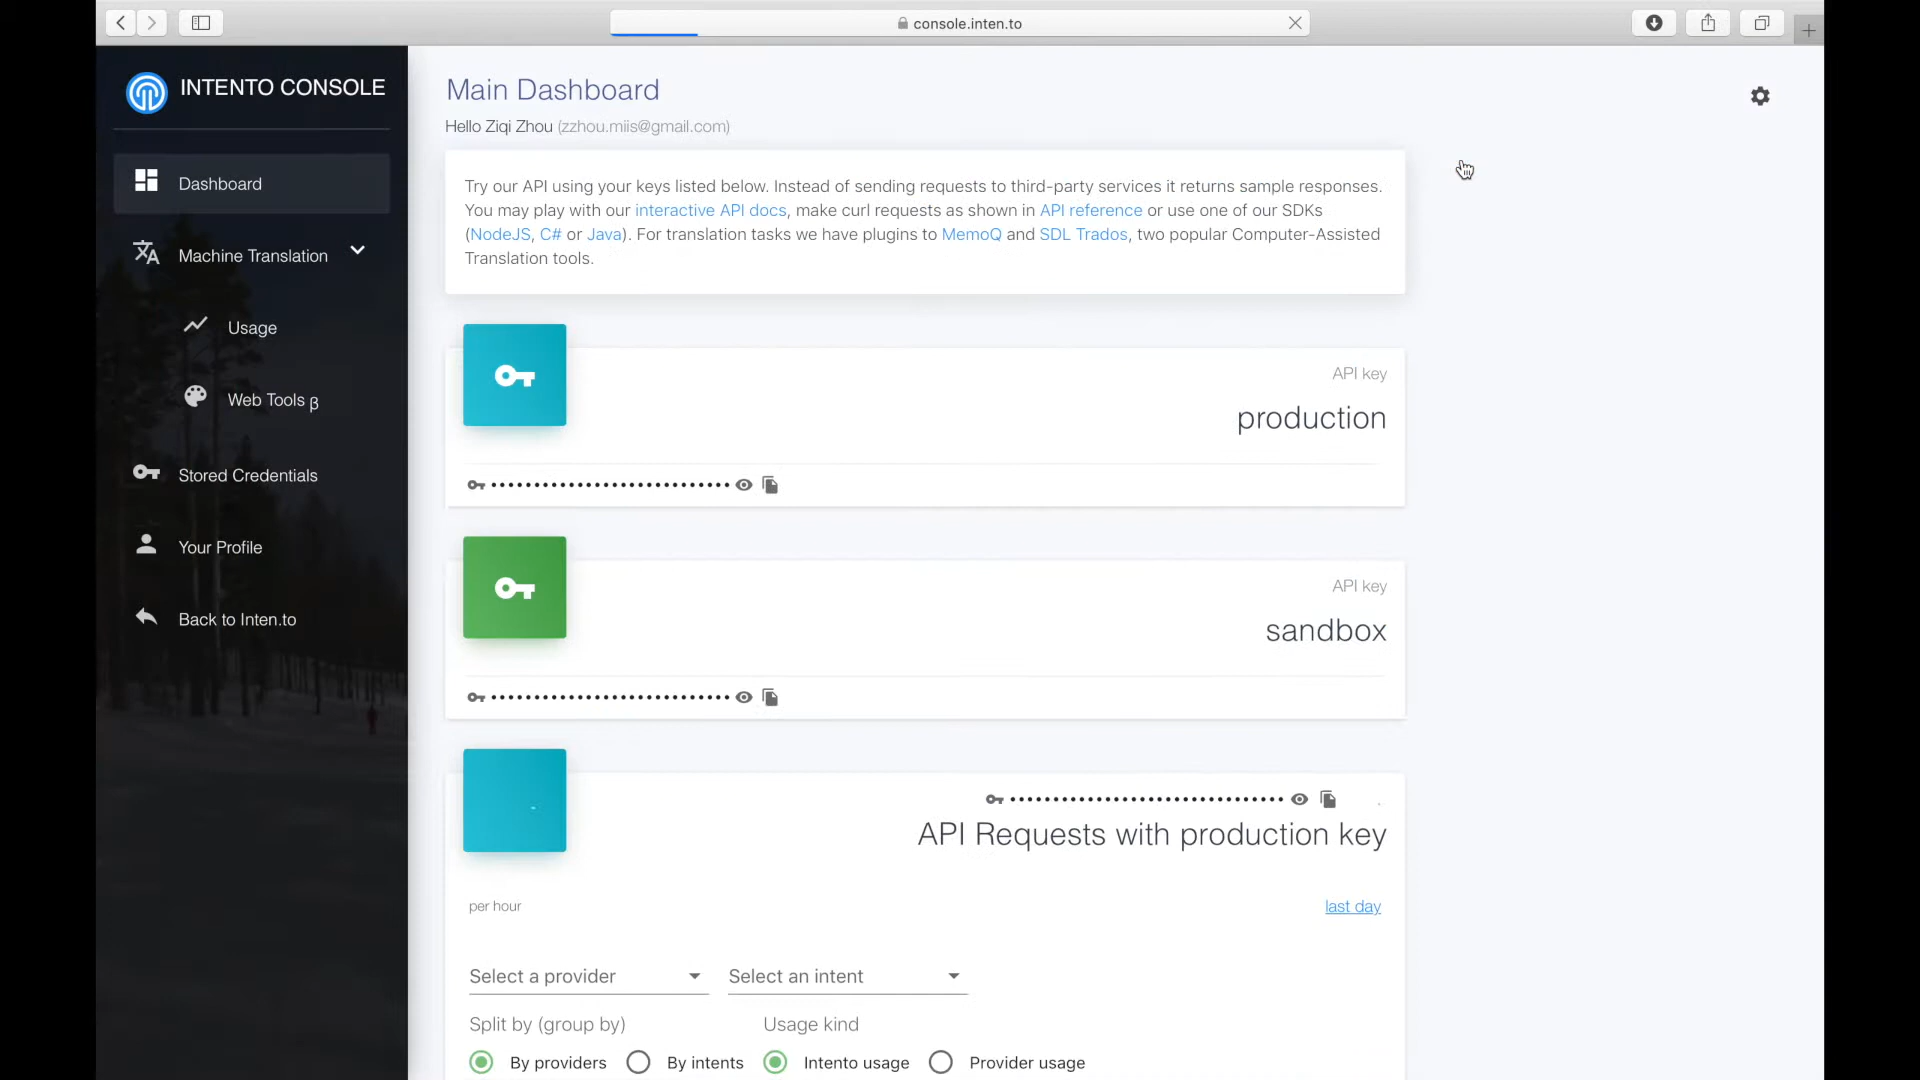 console.inten.to
INTENTO CONSOLE
Dashboard
Machine Translation
Usage
Web Tools β
Stored Credentials
Your Profile
Back to Inten.to
Main Dashboard
Hello Ziqi Zhou (zzhou.miis@gmail.com)
Try our API using your keys listed below. Instead of sending requests to third-party services it returns sample responses.
You may play with our interactive API docs, make curl requests as shown in API reference or use one of our SDKs
(NodeJS, C# or Java). For translation tasks we have plugins to MemoQ and SDL Trados, two popular Computer-Assisted
Translation tools.
API key
production
API key
sandbox
API Requests with production key
per hour
last day
Select a provider
Select an intent
Split by (group by)
Usage kind
By providers
By intents
Intento usage
Provider usage